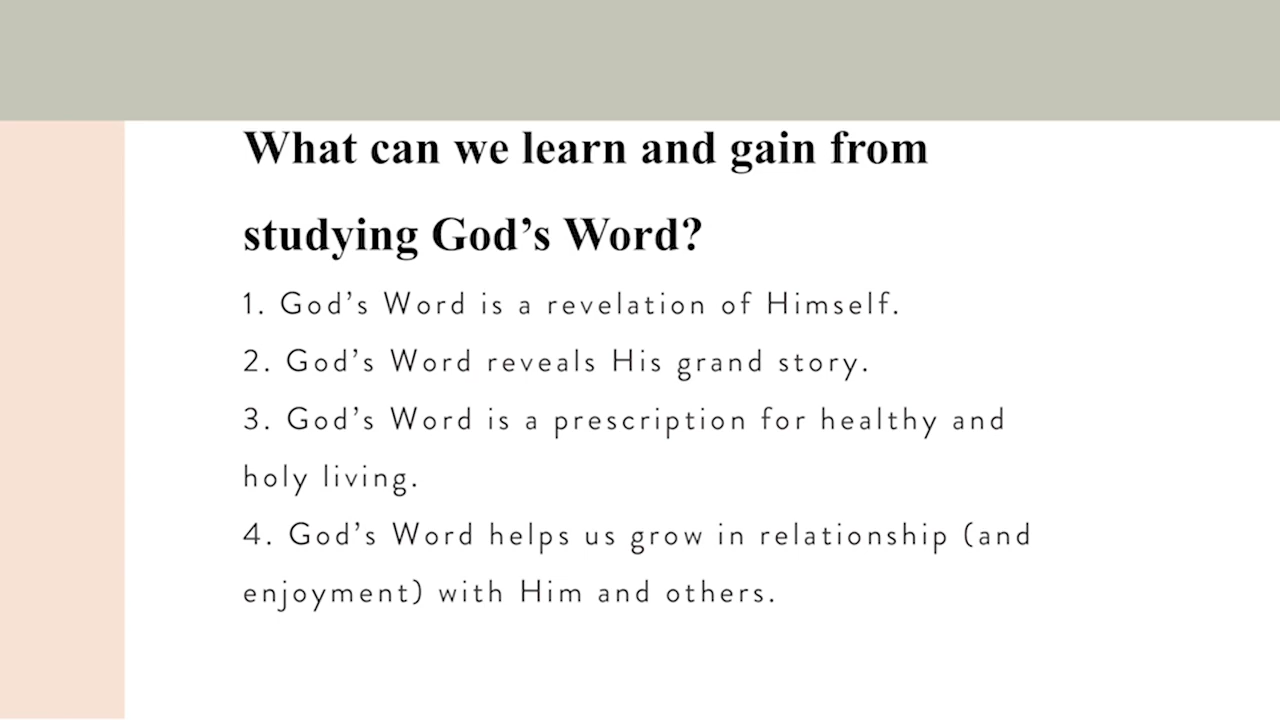 What can we learn and gain from
studying God’s Word?
1. God’s Word is a revelation of Himself.
2. God’s Word reveals His grand story.
3. God’s Word is a prescription for healthy and
holy living.
4. God’s Word helps us grow in relationship (and
enjoyment) with Him and others.